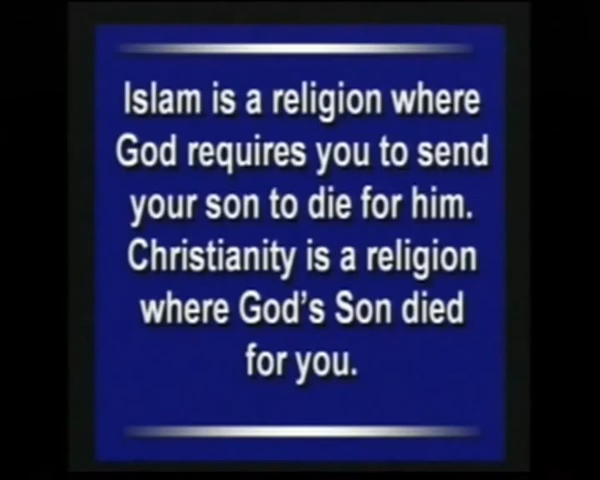 Islam is a religion where
God requires you to send
your son to die for him.
Christianity is a religion
where God's Son died
for you.